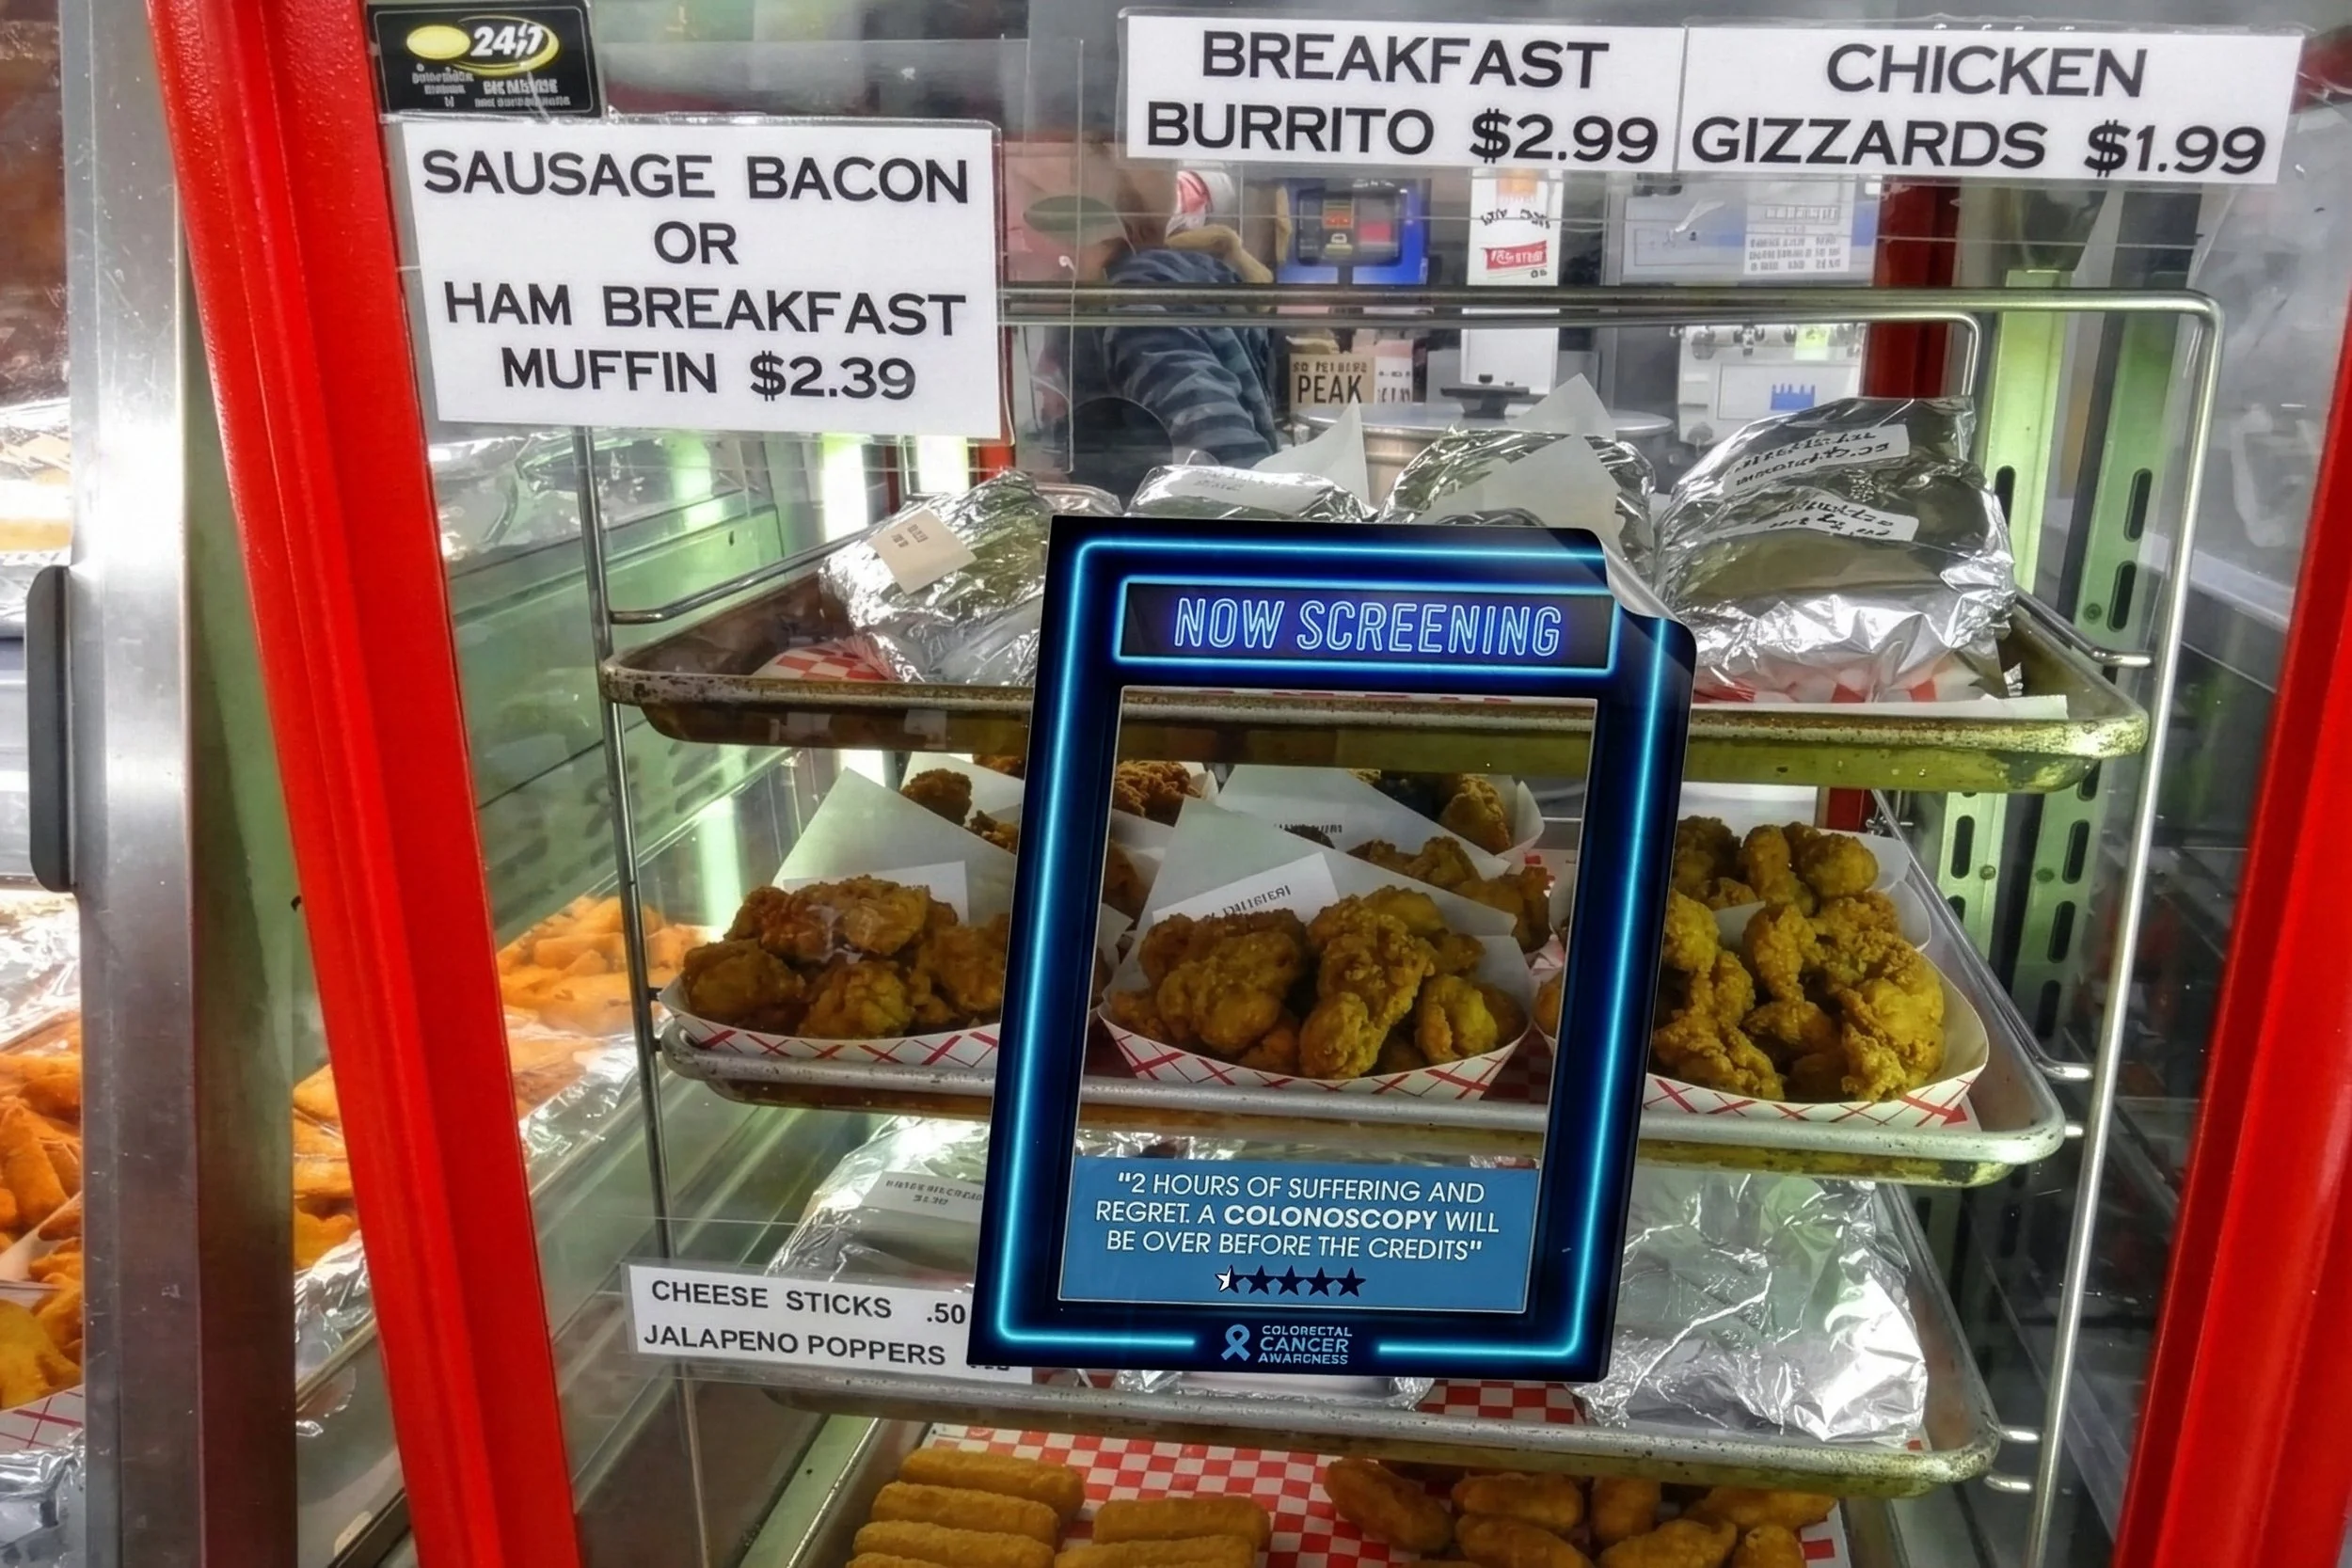 24/7
BREAKFAST
BURRITO $2.99
CHICKEN
GIZZARDS $1.99
SAUSAGE BACON
OR
HAM BREAKFAST
MUFFIN $2.39
PEAK
NOW SCREENING
"2 HOURS OF SUFFERING AND
REGRET. A COLONOSCOPY WILL
BE OVER BEFORE THE CREDITS"
COLORECTAL
CANCER
AWARENESS
CHEESE STICKS .50
JALAPENO POPPERS